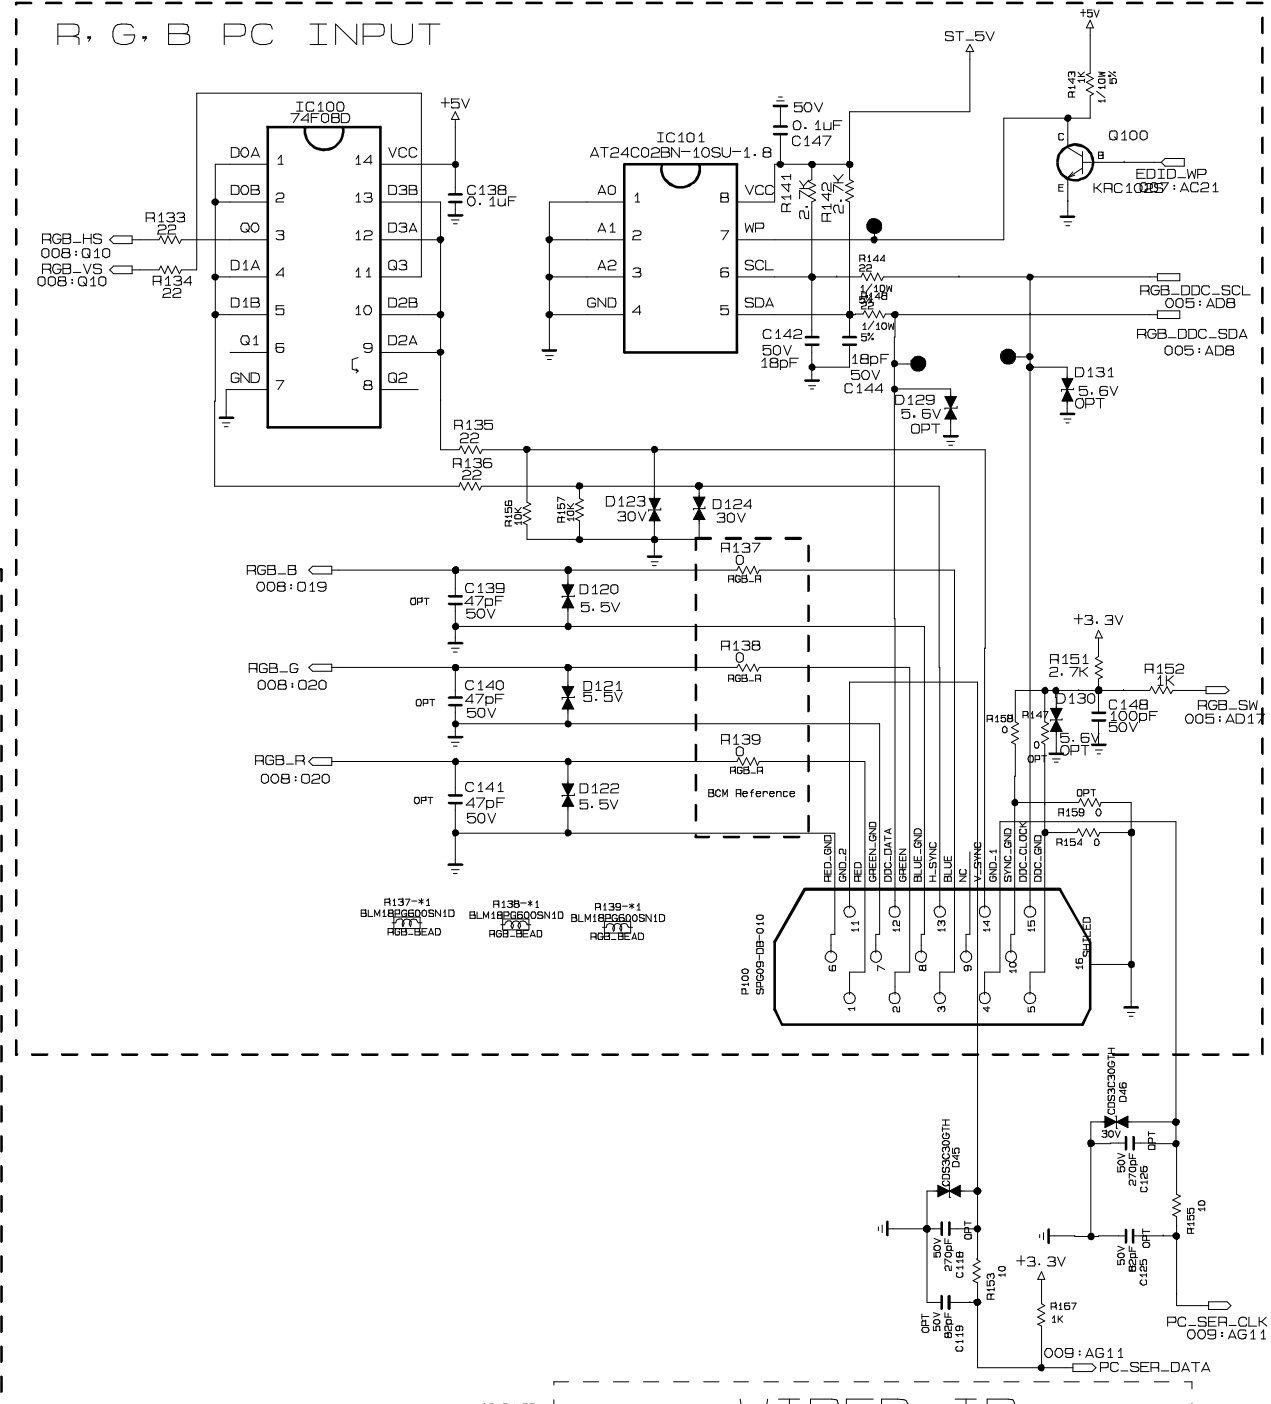 R, G, B PC INPUT
ST_5V
+5V
R143
1K
1/10W
5%
C
B
E
Q100
KRC102S
EDID_WP
007:AC21
IC100
74F08D
+5V
D0A
D0B
Q0
D1A
D1B
Q1
GND
1
2
3
4
5
6
7
14
13
12
11
10
9
8
VCC
D3B
D3A
Q3
D2B
D2A
Q2
C138
0.1uF
R133
22
RGB_HS
008:Q10
RGB_VS
008:Q10
R134
22
IC101
AT24C02BN-10SU-1.8
A0
A1
A2
GND
1
2
3
4
8
7
6
5
VCC
WP
SCL
SDA
50V
0.1uF
C147
R141
2.7K
R142
2.7K
R144
22
1/10W
5%
R148
22
1/10W
5%
RGB_DDC_SCL
005:AD8
RGB_DDC_SDA
005:AD8
C142
50V
18pF
18pF
50V
C144
D129
5.6V
OPT
D131
5.6V
OPT
R135
22
R136
22
R156
10K
R157
10K
D123
30V
D124
30V
RGB_B
008:O19
OPT
C139
47pF
50V
D120
5.5V
R137
0
RGB_R
RGB_G
008:O20
OPT
C140
47pF
50V
D121
5.5V
R138
0
RGB_R
RGB_R
008:O20
OPT
C141
47pF
50V
D122
5.5V
R139
0
RGB_R
BCM Reference
+3.3V
R151
2.7K
R152
1K
RGB_SW
005:AD17
R158
0
R147
0
OPT
D130
5.6V
OPT
C148
100pF
50V
OPT
R159 0
R154 0
RED_GND
GND_2
RED
GREEN_GND
DDC_DATA
GREEN
BLUE_GND
H_SYNC
BLUE
NC
V_SYNC
GND_1
SYNC_GND
DDC_CLOCK
DDC_GND
P100
SPG09-DB-010
11
12
13
14
15
6
7
8
9
10
1
2
3
4
5
16
SHILED
R137-*1
BLM18PG600SN1D
RGB_BEAD
R138-*1
BLM18PG600SN1D
RGB_BEAD
R139-*1
BLM18PG600SN1D
RGB_BEAD
CDS3C30GTH
D46
30V
50V
270pF
C126
OPT
R155
10
50V
82pF
C125
OPT
CDS3C30GTH
D45
50V
270pF
C118
OPT
R153
10
OPT
50V
82pF
C119
+3.3V
R167
1K
PC_SER_CLK
009:AG11
009:AG11
PC_SER_DATA